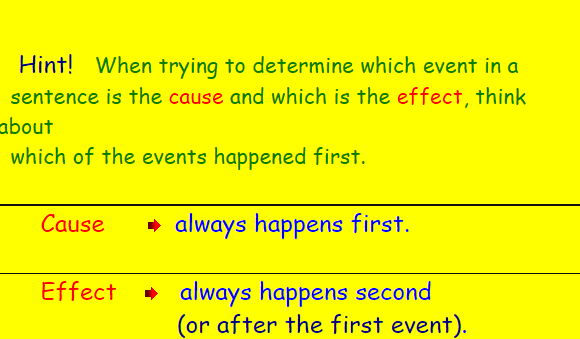 Hint! When trying to determine which event in a
sentence is the cause and which is the effect, think
about
which of the events happened first.
Cause always happens first.
Effect always happens second
(or after the first event).